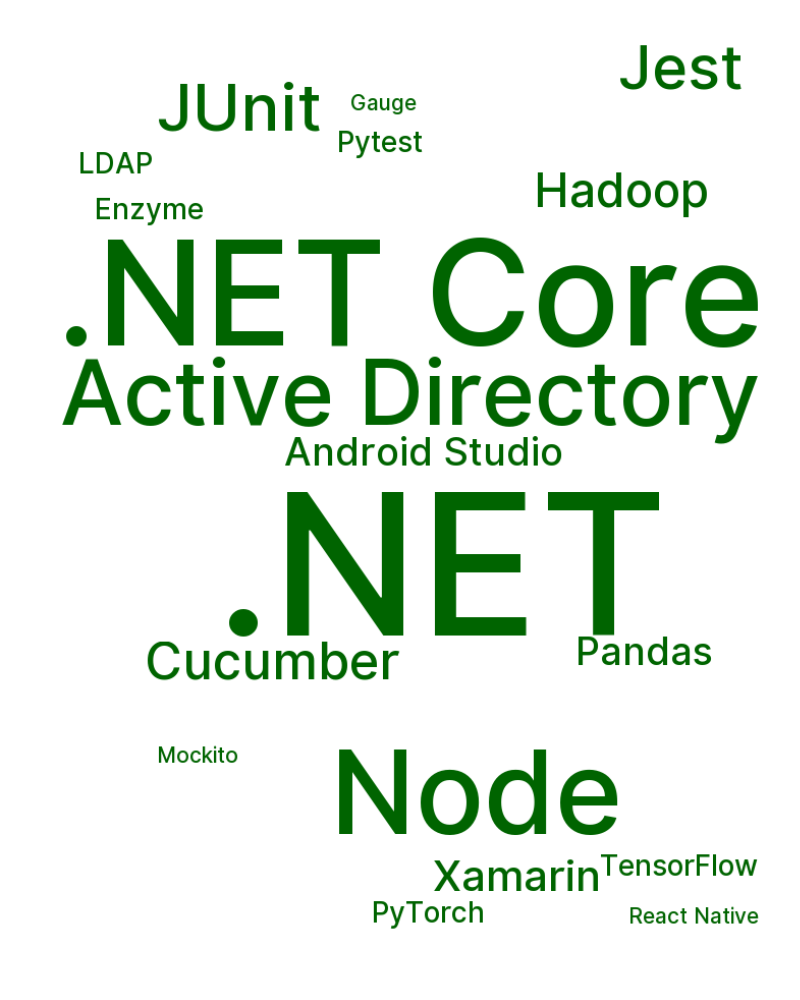 Jest
JUnit
Gauge
Pytest
LDAP
Hadoop
Enzyme
.NET Core
Active Directory
Android Studio
.NET
Cucumber
Pandas
Mockito
Node
Xamarin
TensorFlow
PyTorch
React Native